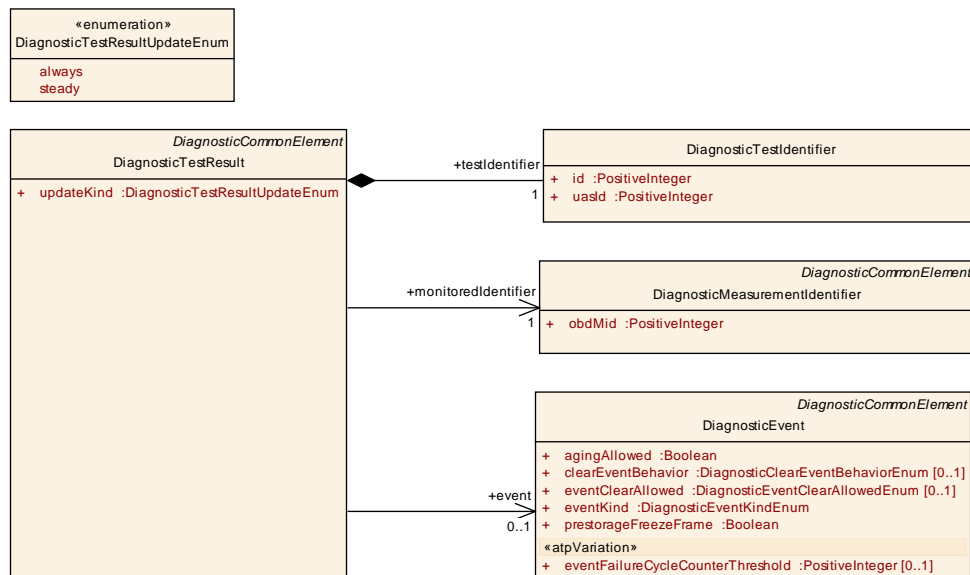 «enumeration»
DiagnosticTestResultUpdateEnum
always
steady
DiagnosticCommonElement
DiagnosticTestResult
+ updateKind :DiagnosticTestResultUpdateEnum
+testIdentifier
1
DiagnosticTestIdentifier
+ id :PositiveInteger
+ uasId :PositiveInteger
+monitoredIdentifier
1
DiagnosticCommonElement
DiagnosticMeasurementIdentifier
+ obdMid :PositiveInteger
+event
0..1
DiagnosticCommonElement
DiagnosticEvent
+ agingAllowed :Boolean
+ clearEventBehavior :DiagnosticClearEventBehaviorEnum [0..1]
+ eventClearAllowed :DiagnosticEventClearAllowedEnum [0..1]
+ eventKind :DiagnosticEventKindEnum
+ prestorageFreezeFrame :Boolean
«atpVariation»
+ eventFailureCycleCounterThreshold :PositiveInteger [0..1]